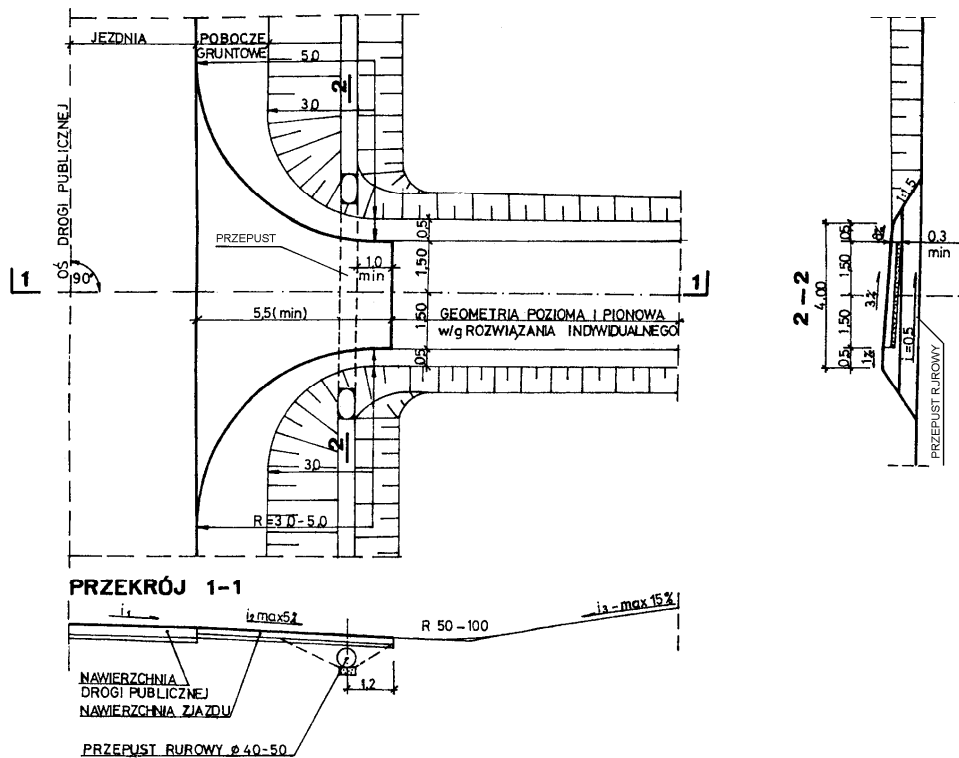 JEZDNIA
POBOCZE
GRUNTOWE
5,0
2
3,0
OŚ DROGI PUBLICZNEJ
90°
1
PRZEPUST
0,5
1,50
1,0
min
1
5,5(min)
1,50
GEOMETRIA POZIOMA I PIONOWA
w/g ROZWIĄZANIA INDYWIDUALNEGO
0,5
2
3,0
R=3,0-5,0
1:1,5
0,5
8%
0.3
min
1,50
3%
4.00
2-2
1,50
0,5
1%
i=0,5
PRZEPUST RUROWY
PRZEKRÓJ 1-1
i1
i2 max5%
R 50-100
i3-max 15%
NAWIERZCHNIA
DROGI PUBLICZNEJ
NAWIERZCHNIA ZJAZDU
1,2
PRZEPUST RUROWY ø 40-50